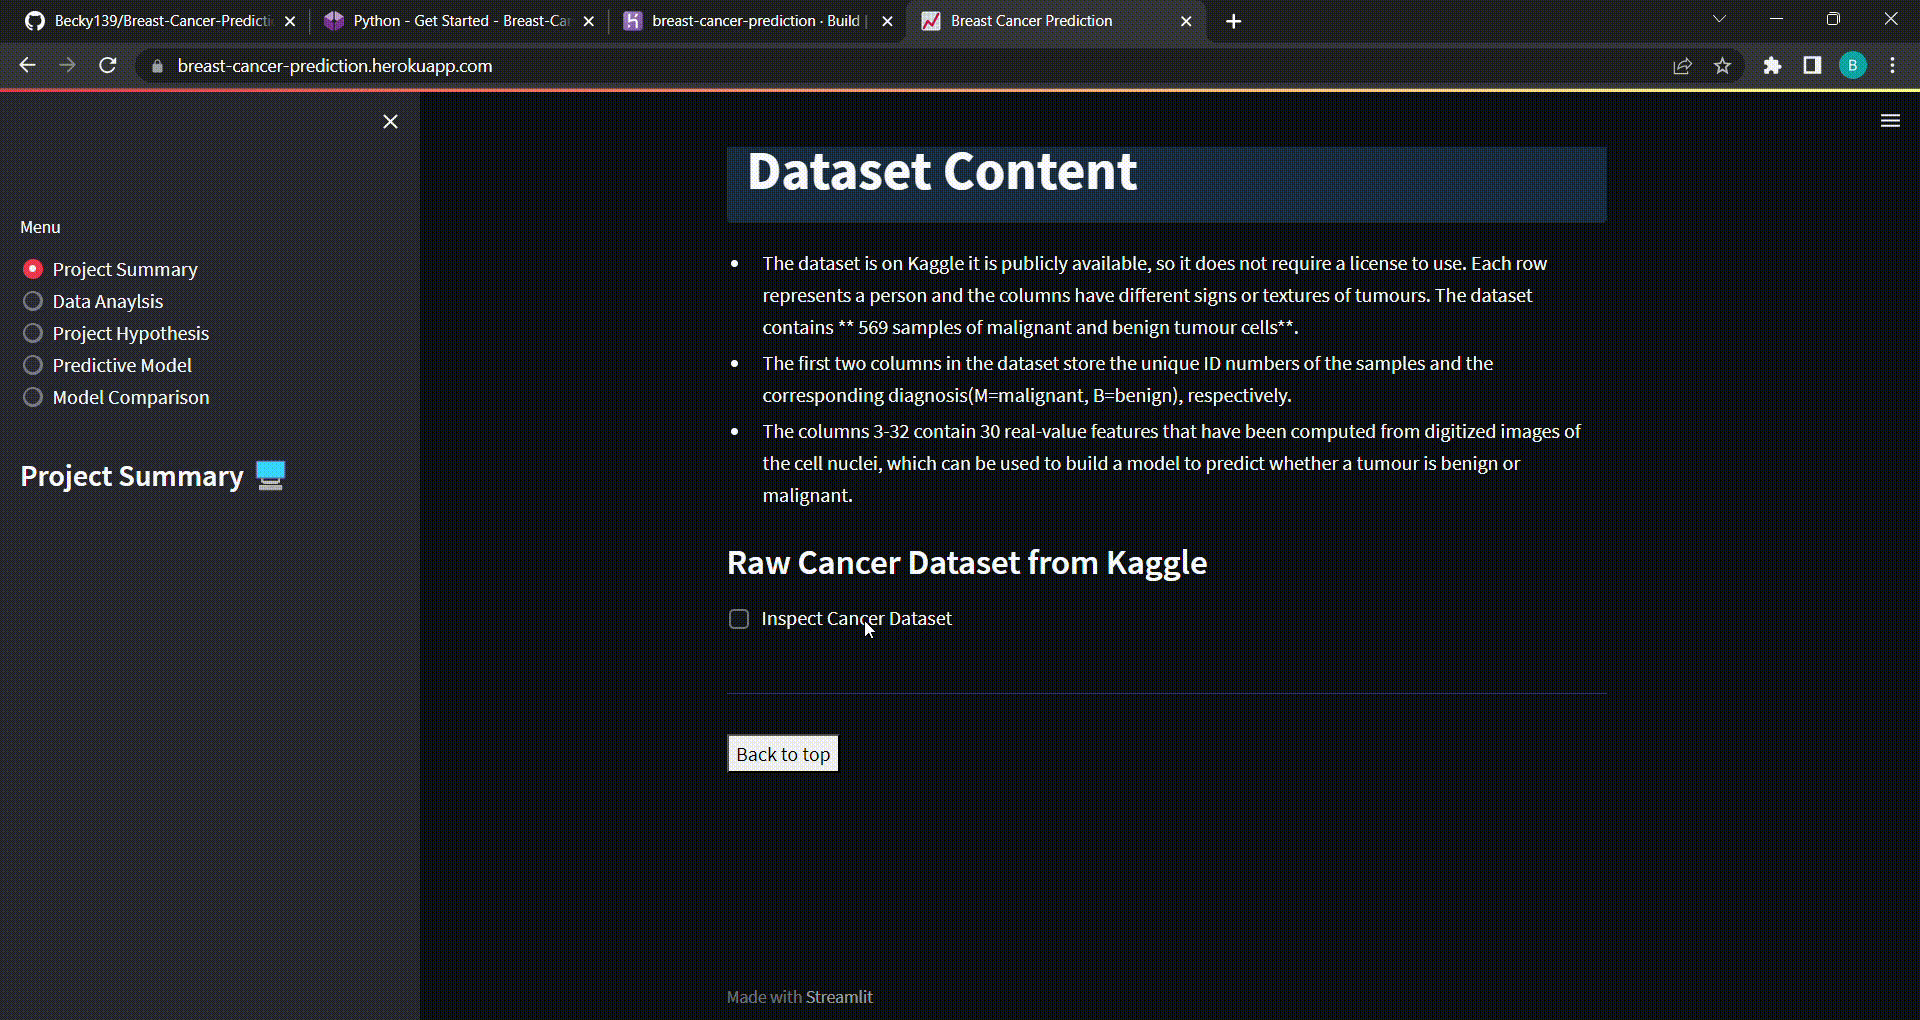 Becky139/Breast-Cancer-Predicti
Python - Get Started - Breast-Ca
breast-cancer-prediction · Build |
Breast Cancer Prediction
breast-cancer-prediction.herokuapp.com
B
Menu
Project Summary
Data Anaylsis
Project Hypothesis
Predictive Model
Model Comparison
Project Summary
Dataset Content
The dataset is on Kaggle it is publicly available, so it does not require a license to use. Each row
represents a person and the columns have different signs or textures of tumours. The dataset
contains ** 569 samples of malignant and benign tumour cells**.
The first two columns in the dataset store the unique ID numbers of the samples and the
corresponding diagnosis(M=malignant, B=benign), respectively.
The columns 3-32 contain 30 real-value features that have been computed from digitized images of
the cell nuclei, which can be used to build a model to predict whether a tumour is benign or
malignant.
Raw Cancer Dataset from Kaggle
Inspect Cancer Dataset
Back to top
Made with Streamlit